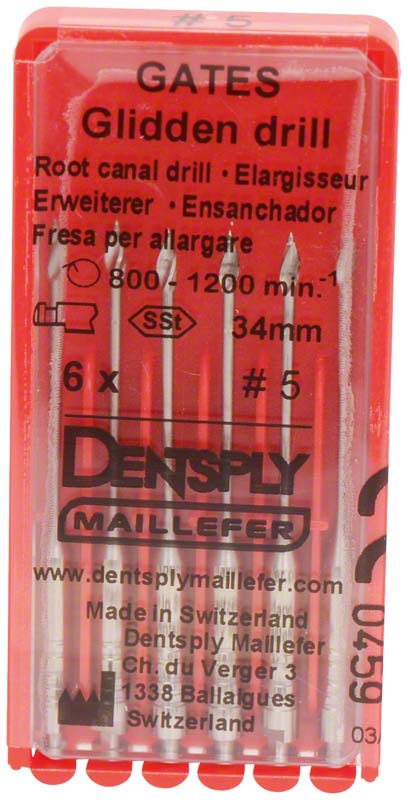 # 5
GATES
Glidden drill
Root canal drill · Elargisseur
Erweiterer · Ensanchador
Fresa per allargare
800 - 1200 min.-1
SSt
34mm
6 x # 5
DENTSPLY
MAILLEFER
www.dentsplymaillefer.com
Made in Switzerland
Dentsply Maillefer
Ch. du Verger 3
1338 Ballaigues
Switzerland
0459
03/